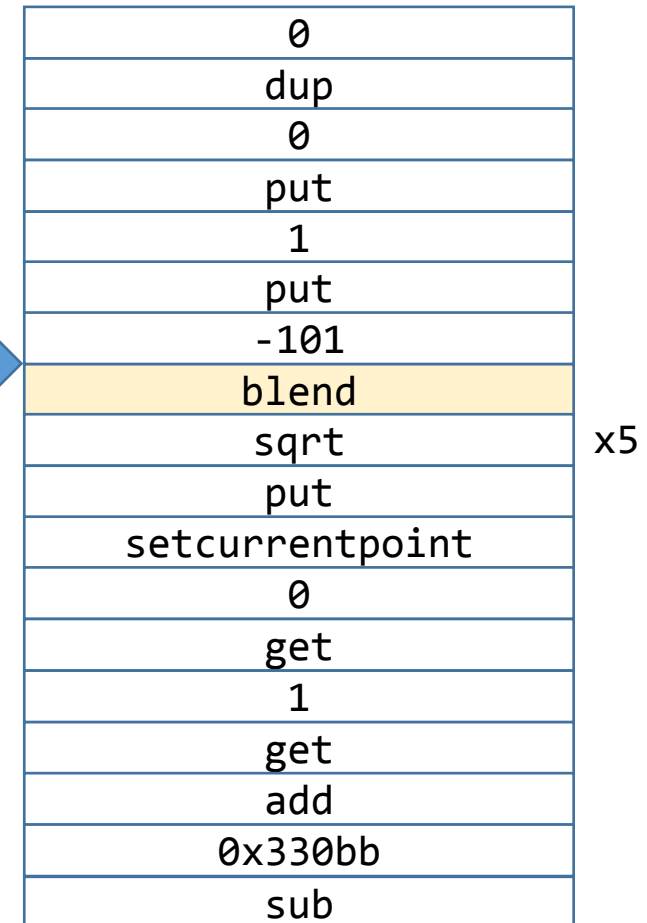 0
dup
0
put
1
put
-101
blend
sqrt x5
put
setcurrentpoint
0
get
1
get
add
0x330bb
sub